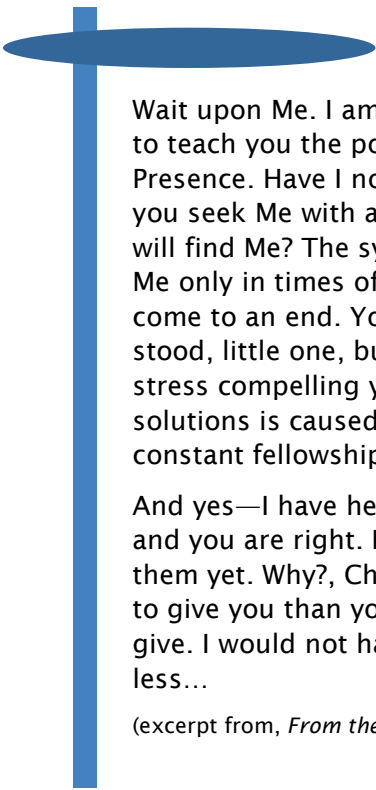 Wait upon Me. I am
to teach you the po
Presence. Have I no
you seek Me with a
will find Me? The sy
Me only in times of
come to an end. Yo
stood, little one, bu
stress compelling y
solutions is caused
constant fellowship
And yes—I have he
and you are right. I
them yet. Why?, Ch
to give you than yo
give. I would not ha
less…
(excerpt from, From the